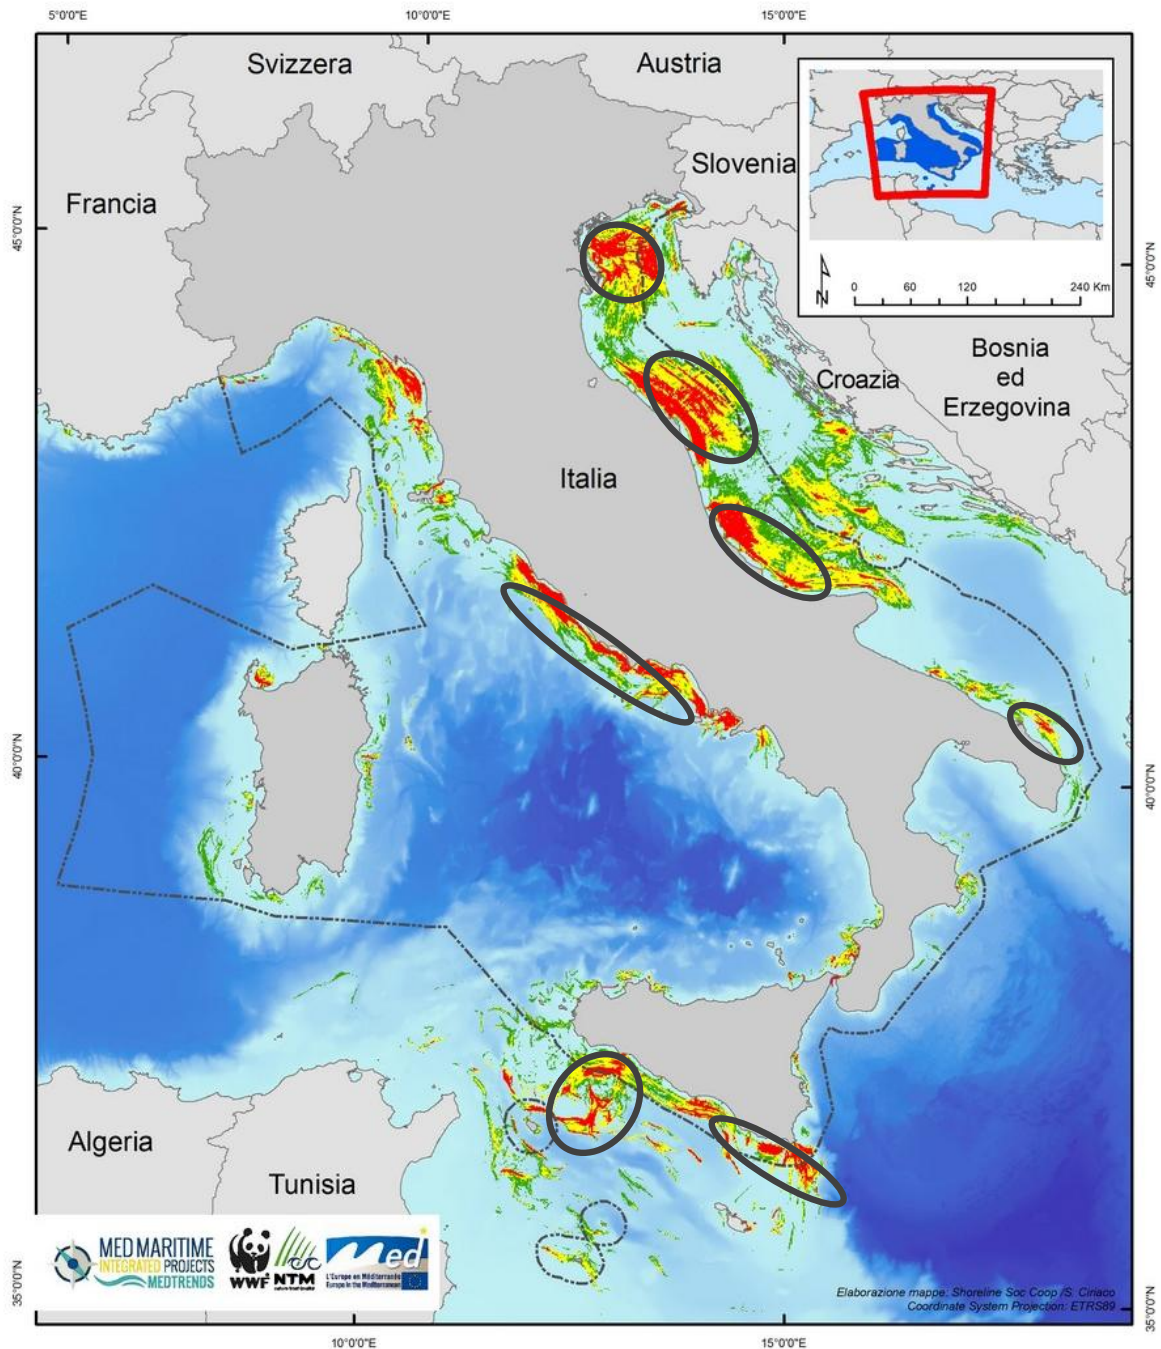 5°0'0"E
10°0'0"E
15°0'0"E
Svizzera
Austria
Slovenia
Francia
45°0'0"N
45°0'0"N
0 60 120 240 Km
Bosnia
ed
Erzegovina
Croazia
Italia
40°0'0"N
40°0'0"N
Algeria
Tunisia
MED MARITIME
INTEGRATED PROJECTS
MEDTRENDS
WWF
NTM
Med
L'Europe en Méditerranée
Europe in the Mediterranean
Elaborazione mappe: Shoreline Soc Coop /S. Ciriaco
Coordinate System Projection: ETRS89
35°0'0"N
35°0'0"N
10°0'0"E
15°0'0"E